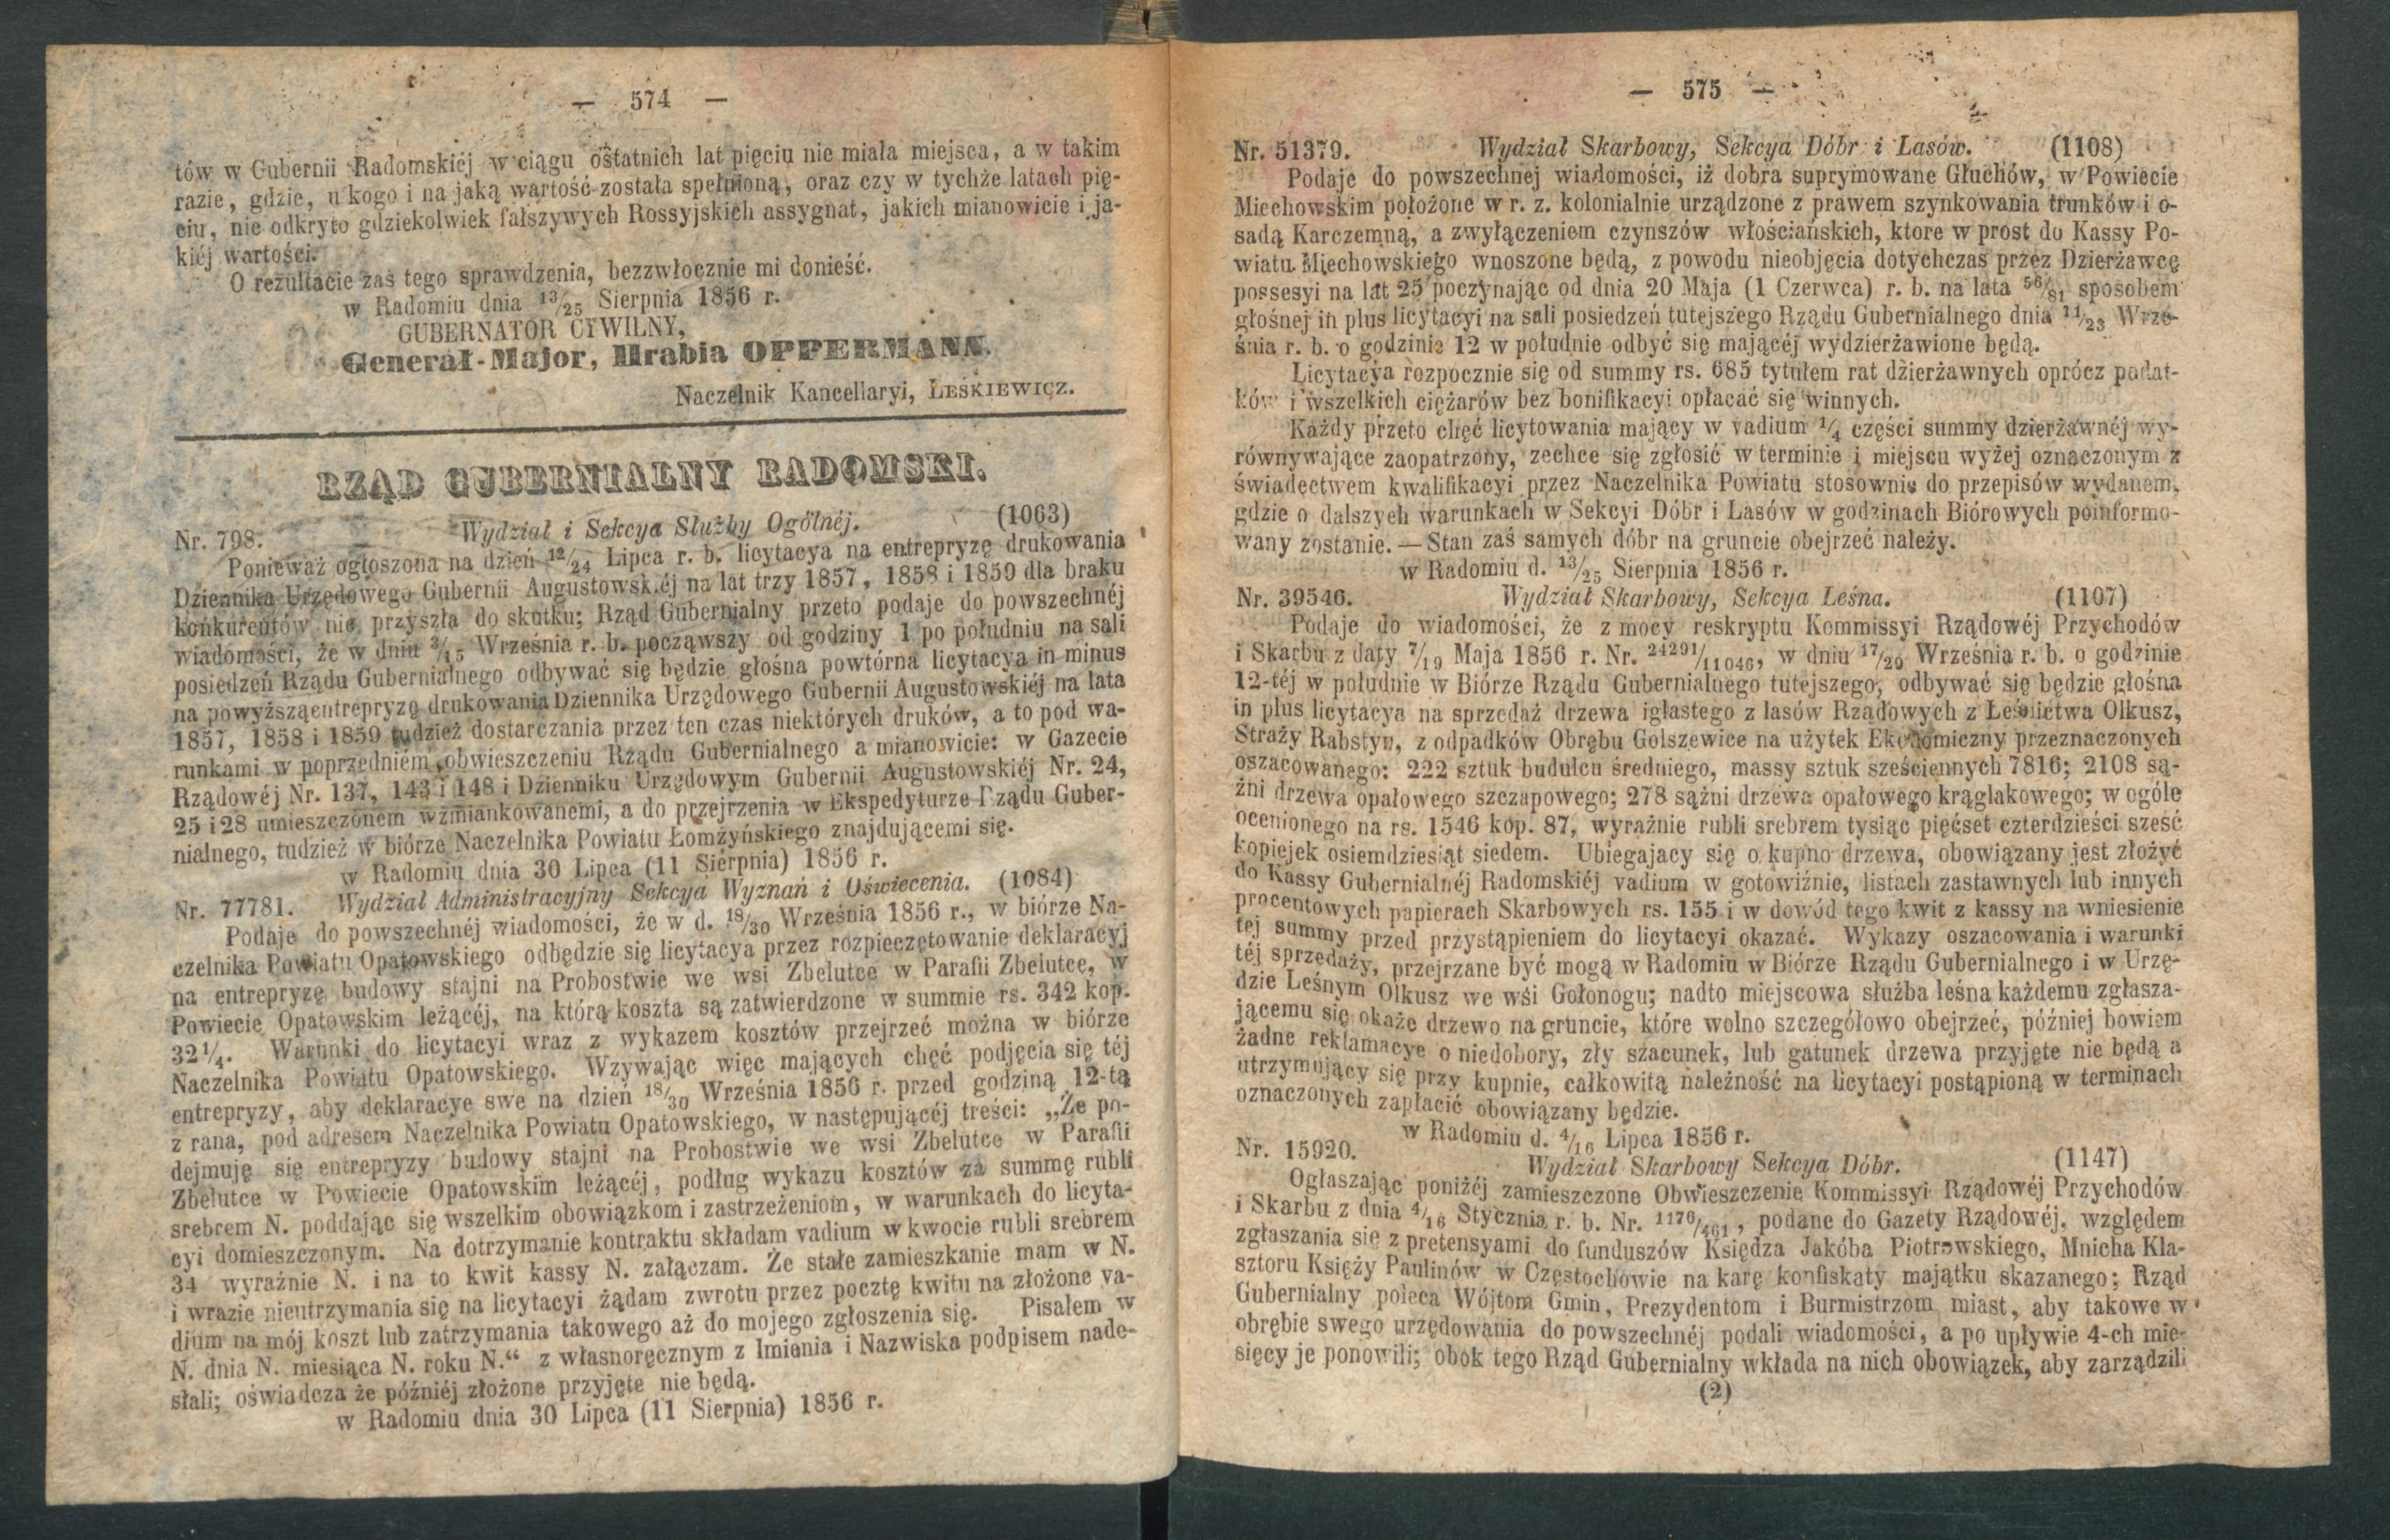 — 574 —
tów w Gubernii Radomskiéj w ciągu ostatnich lat pięciu nie miała miejsca, a w takim
razie, gdzie, u kogo i na jaką wartość została spełnioną, oraz czy w tychże latach pię-
ciu, nie odkryto gdziekolwiek fałszywych Rossyjskich assygnat, jakich mianowicie i ja-
kiéj wartości.
O rezultacie zaś tego sprawdzenia, bezzwłocznie mi donieść.
w Radomiu dnia 13/25 Sierpnia 1856 r.
GUBERNATOR CYWILNY,
Generał-Major, Hrabia OPPERMANN.
Naczelnik Kancellaryi, LEŚKIEWICZ.
RZĄD GUBERNIALNY RADOMSKI.
Nr. 798. Wydział i Sekcya Służby Ogólnéj. (1063)
Ponieważ ogłoszona na dzień 12/24 Lipca r. b. licytacya na entrepryzę drukowania
Dziennika Urzędowego Gubernii Augustowskiéj na lat trzy 1857, 1858 i 1859 dla braku
konkurentów nie przyszła do skutku; Rząd Gubernialny przeto podaje do powszechnéj
wiadomości, że w dniu 3/15 Września r. b. począwszy od godziny 1 po południu na sali
posiedzeń Rządu Gubernialnego odbywać się będzie głośna powtórna licytacya in minus
na powyższą entrepryzę drukowania Dziennika Urzędowego Gubernii Augustowskiéj na lata
1857, 1858 i 1859 tudzież dostarczania przez ten czas niektórych druków, a to pod wa-
runkami w poprzedniém obwieszczeniu Rządu Gubernialnego a mianowicie: w Gazecie
Rządowéj Nr. 137, 143 i 148 i Dzienniku Urzędowym Gubernii Augustowskiéj Nr. 24,
25 i 28 umieszczoném wzmiankowanemi, a do przejrzenia w Ekspedyturze Rządu Guber-
nialnego, tudzież w biórze Naczelnika Powiatu Łomżyńskiego znajdującemi się.
w Radomiu dnia 30 Lipca (11 Sierpnia) 1856 r.
Nr. 77781. Wydział Administracyjny Sekcya Wyznań i Oświecenia. (1084)
Podaje do powszechnéj wiadomości, że w d. 18/30 Września 1856 r., w biórze Na-
czelnika Powiatu Opatowskiego odbędzie się licytacya przez rozpieczętowanie deklaracyj
na entrepryzę budowy stajni na Probostwie we wsi Zbelutce w Parafii Zbelutce, w
Powiecie Opatowskim leżącéj, na którą koszta są zatwierdzone w summie rs. 342 kop.
32 1/4. Warunki do licytacyi wraz z wykazem kosztów przejrzeć można w biórze
Naczelnika Powiatu Opatowskiego. Wzywając więc mających chęć podjęcia się téj
entrepryzy, aby deklaracye swe na dzień 18/30 Września 1856 r. przed godziną 12-tą
z rana, pod adresem Naczelnika Powiatu Opatowskiego, w następującéj treści: „Że po-
dejmuję się entrepryzy budowy stajni na Probostwie we wsi Zbelutce w Parafii
Zbelutce w Powiecie Opatowskim leżącéj, podług wykazu kosztów za summę rubli
srebrem N. poddając się wszelkim obowiązkom i zastrzeżeniom, w warunkach do licyta-
cyi domieszczonym. Na dotrzymanie kontraktu składam vadium w kwocie rubli srebrem
34 wyraźnie N. i na to kwit kassy N. załączam. Że stałe zamieszkanie mam w N.
i wrazie nieutrzymania się na licytacyi żądam zwrotu przez pocztę kwitu na złożone va-
dium na mój koszt lub zatrzymania takowego aż do mojego zgłoszenia się. Pisałem w
N. dnia N. miesiąca N. roku N.“ z własnoręcznym z Imienia i Nazwiska podpisem nade-
słali; oświadcza że późniéj złożone przyjęte nie będą.
w Radomiu dnia 30 Lipca (11 Sierpnia) 1856 r.
— 575 —
Nr. 51379. Wydział Skarbowy, Sekcya Dóbr i Lasów. (1108)
Podaje do powszechnej wiadomości, iż dobra suprymowane Głuchów, w Powiecie
Miechowskim położone w r. z. kolonialnie urządzone z prawem szynkowania trunków i o-
sadą Karczemną, a zwyłączeniem czynszów włościańskich, ktore w prost do Kassy Po-
wiatu Miechowskiego wnoszone będą, z powodu nieobjęcia dotychczas przez Dzierżawcę
possesyi na lat 25 poczynając od dnia 20 Maja (1 Czerwca) r. b. na lata 56/81 sposobem
głośnej in plus licytacyi na sali posiedzeń tutejszego Rządu Gubernialnego dnia 11/23 Wrze-
śnia r. b. o godzinie 12 w południe odbyć się mającéj wydzierżawione będą.
Licytacya rozpocznie się od summy rs. 685 tytułem rat dzierżawnych oprócz podat-
ków i wszelkich ciężarów bez bonifikacyi opłacać się winnych.
Każdy przeto chęć licytowania mający w vadium 1/4 części summy dzierżawnéj wy-
równywające zaopatrzony, zechce się zgłosić w terminie i miejscu wyżej oznaczonym z
świadectwem kwalifikacyi przez Naczelnika Powiatu stosownie do przepisów wydanem,
gdzie o dalszych warunkach w Sekcyi Dóbr i Lasów w godzinach Biórowych poinformo-
wany zostanie. — Stan zaś samych dóbr na gruncie obejrzeć należy.
w Radomiu d. 13/25 Sierpnia 1856 r.
Nr. 39546. Wydział Skarbowy, Sekcya Leśna. (1107)
Podaje do wiadomości, że z mocy reskryptu Kommissyi Rządowéj Przychodów
i Skarbu z daty 7/19 Maja 1856 r. Nr. 24291/11046, w dniu 17/29 Września r. b. o godzinie
12-téj w południe w Biórze Rządu Gubernialnego tutejszego, odbywać się będzie głośna
in plus licytacya na sprzedaż drzewa iglastego z lasów Rządowych z Leśnictwa Olkusz,
Straży Rabstyn, z odpadków Obrębu Golszewice na użytek Ekonomiczny przeznaczonych
oszacowanego: 222 sztuk budulcu średniego, massy sztuk sześciennych 7816; 2108 są-
żni drzewa opałowego szczapowego; 278 sążni drzewa opałowego krąglakowego; w ogóle
ocenionego na rs. 1546 kop. 87, wyraźnie rubli srebrem tysiąc pięćset czterdzieści sześć
kopiejek osiemdziesiąt siedem. Ubiegajacy się o kupno drzewa, obowiązany jest złożyć
do Kassy Gubernialnéj Radomskiéj vadium w gotowiźnie, listach zastawnych lub innych
procentowych papierach Skarbowych rs. 155 i w dowód tego kwit z kassy na wniesienie
tej summy przed przystąpieniem do licytacyi okazać. Wykazy oszacowania i warunki
téj sprzedaży, przejrzane być mogą w Radomiu w Biórze Rządu Gubernialnego i w Urzę-
dzie Leśnym Olkusz we wśi Gołonogu; nadto miejscowa służba leśna każdemu zgłasza-
jącemu się okaże drzewo na gruncie, które wolno szczegółowo obejrzeć, później bowiem
żadne reklamacye o niedobory, zły szacunek, lub gatunek drzewa przyjęte nie będą a
utrzymujący się przy kupnie, całkowitą należność na licytacyi postąpioną w terminach
oznaczonych zapłacić obowiązany będzie.
w Radomiu d. 4/16 Lipca 1856 r.
Nr. 15920. Wydział Skarbowy Sekcya Dóbr. (1147)
Ogłaszając poniżéj zamieszczone Obwieszczenie Kommissyi Rządowéj Przychodów
i Skarbu z dnia 4/16 Stycznia r. b. Nr. 1176/461, podane do Gazety Rządowéj, względem
zgłaszania się z pretensyami do funduszów Księdza Jakóba Piotrowskiego, Mnicha Kla-
sztoru Księży Paulinów w Częstochowie na karę konfiskaty majątku skazanego; Rząd
Gubernialny poleca Wójtom Gmin, Prezydentom i Burmistrzom miast, aby takowe w
obrębie swego urzędowania do powszechnéj podali wiadomości, a po upływie 4-ch mie-
sięcy je ponowili; obok tego Rząd Gubernialny wkłada na nich obowiązek, aby zarządzili
(2)